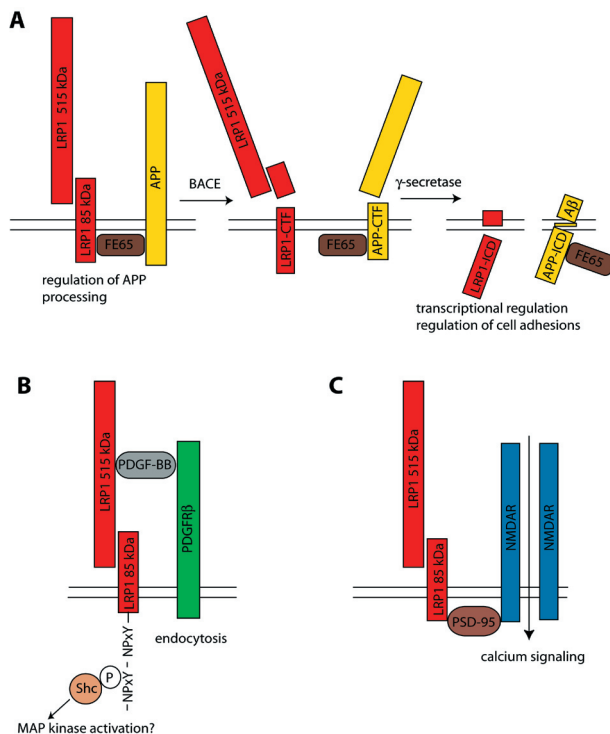 A
LRP1 515 kDa
LRP1 85 kDa
FE65
APP
regulation of APP
processing
BACE
LRP1 515 kDa
LRP1-CTF
FE65
APP-CTF
γ-secretase
LRP1-ICD
Aβ
APP-ICD
FE65
transcriptional regulation
regulation of cell adhesions
B
LRP1 515 kDa
PDGF-BB
PDGFRβ
LRP1 85 kDa
endocytosis
– NPxY – NPxY –
P
Shc
MAP kinase activation?
C
LRP1 515 kDa
LRP1 85 kDa
PSD-95
NMDAR
NMDAR
calcium signaling